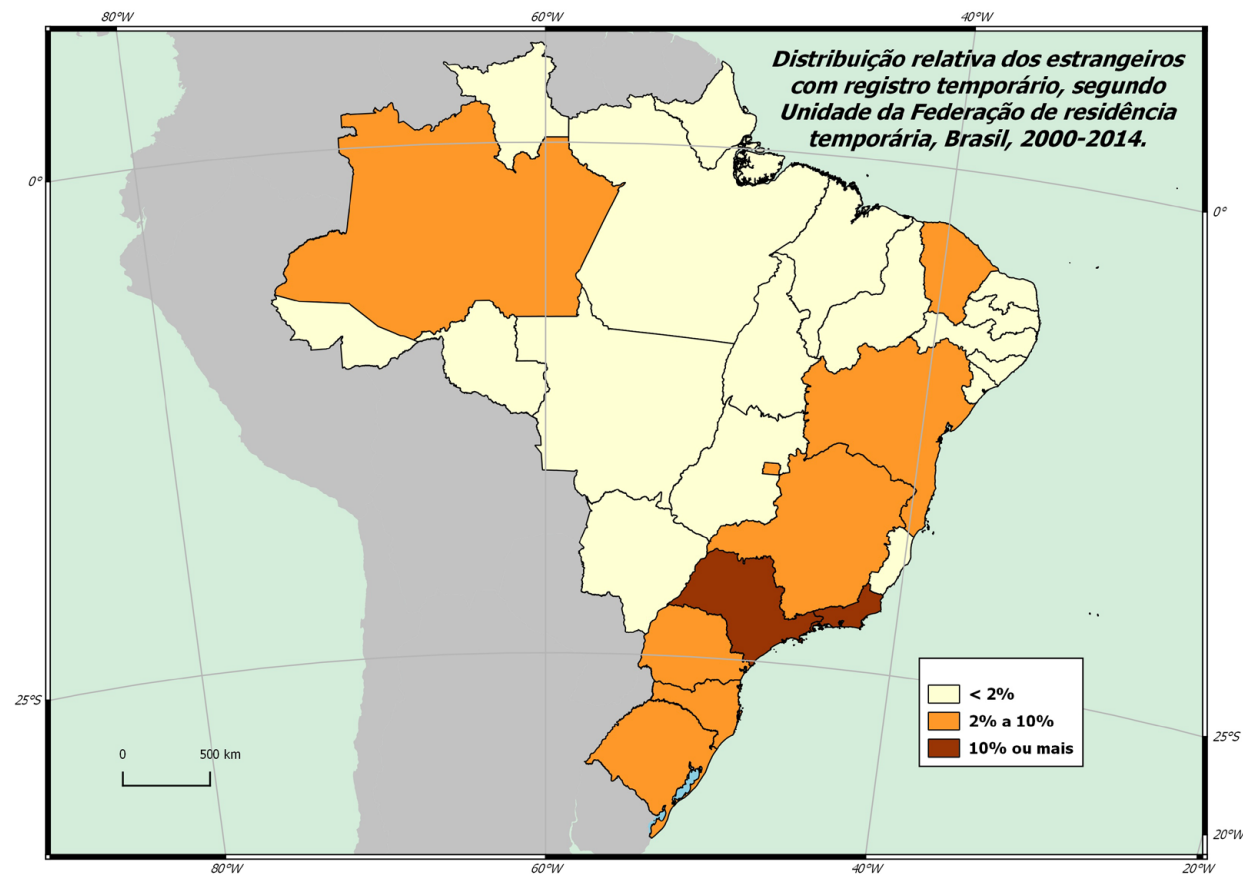 80°W
60°W
40°W
Distribuição relativa dos estrangeiros
com registro temporário, segundo
Unidade da Federação de residência
temporária, Brasil, 2000-2014.
0°
0°
< 2%
2% a 10%
10% ou mais
25°S
25°S
0 500 km
20°W
80°W
60°W
40°W
20°W